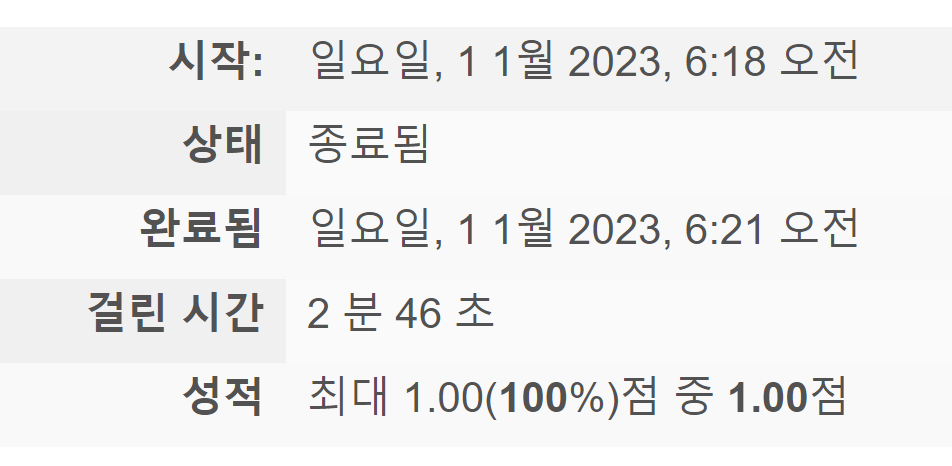 시작: 일요일, 1 1월 2023, 6:18 오전
상태 종료됨
완료됨 일요일, 1 1월 2023, 6:21 오전
걸린 시간 2 분 46 초
성적 최대 1.00(100%)점 중 1.00점